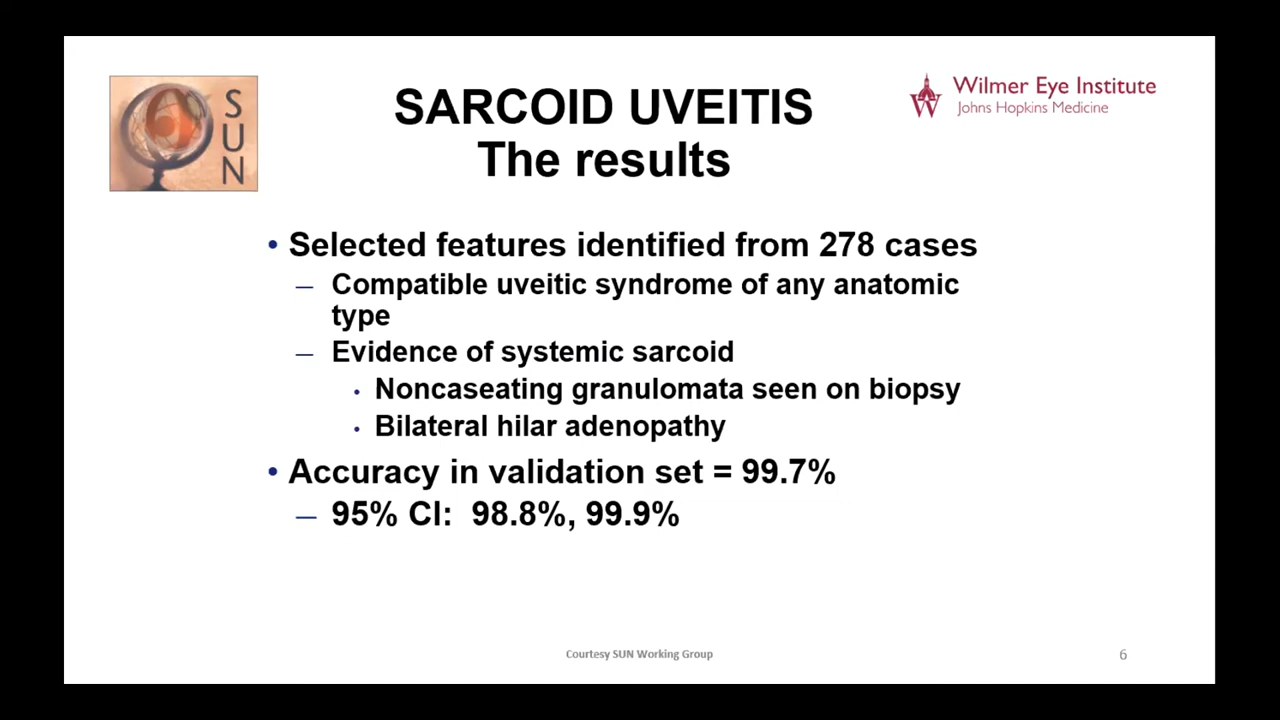 SUN
SARCOID UVEITIS
The results
Wilmer Eye Institute
Johns Hopkins Medicine
• Selected features identified from 278 cases
– Compatible uveitic syndrome of any anatomic
type
– Evidence of systemic sarcoid
• Noncaseating granulomata seen on biopsy
• Bilateral hilar adenopathy
• Accuracy in validation set = 99.7%
– 95% CI: 98.8%, 99.9%
Courtesy SUN Working Group
6